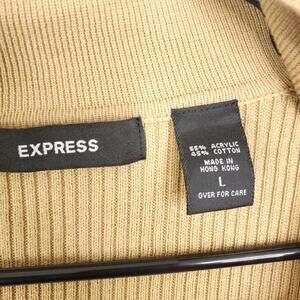 EXPRESS
55% ACRYLIC
45% COTTON
MADE IN
HONG KONG
L
OVER FOR CARE